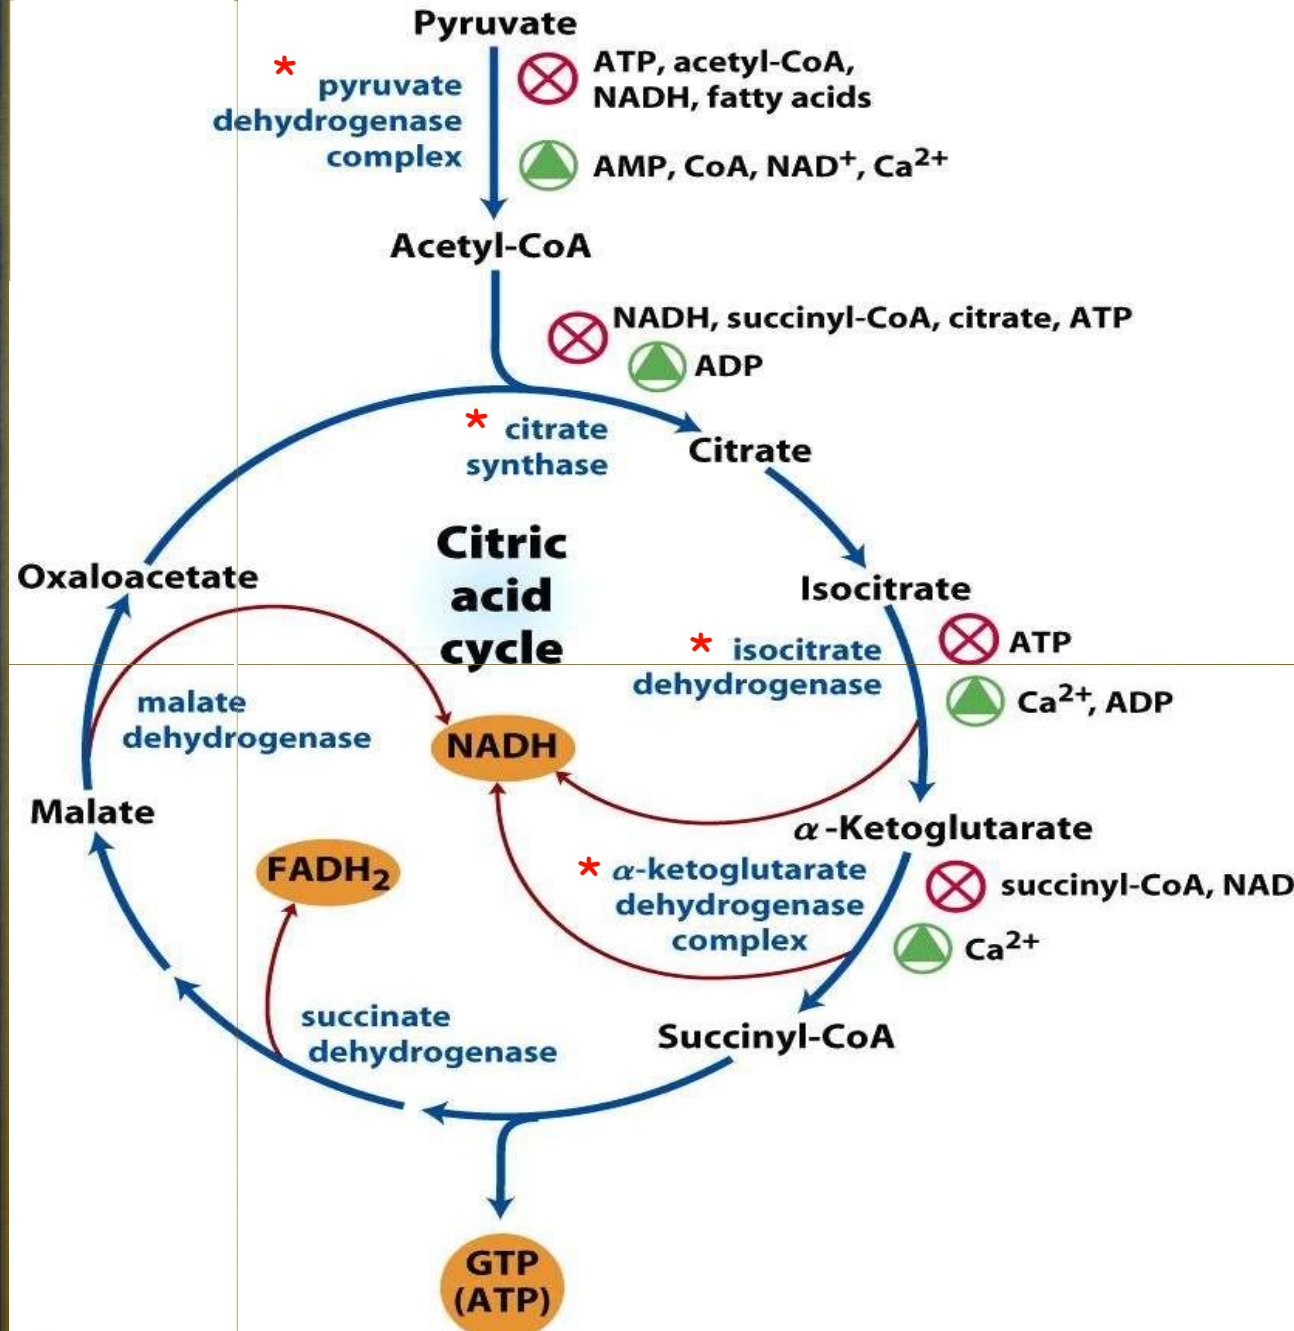 Pyruvate
* pyruvate
dehydrogenase
complex
ATP, acetyl-CoA,
NADH, fatty acids
AMP, CoA, NAD⁺, Ca²⁺
Acetyl-CoA
NADH, succinyl-CoA, citrate, ATP
ADP
* citrate
synthase
Citrate
Citric
acid
cycle
Oxaloacetate
Isocitrate
* isocitrate
dehydrogenase
ATP
Ca²⁺, ADP
malate
dehydrogenase
NADH
Malate
α-Ketoglutarate
FADH₂
* α-ketoglutarate
dehydrogenase
complex
succinyl-CoA, NAD
Ca²⁺
succinate
dehydrogenase
Succinyl-CoA
GTP
(ATP)